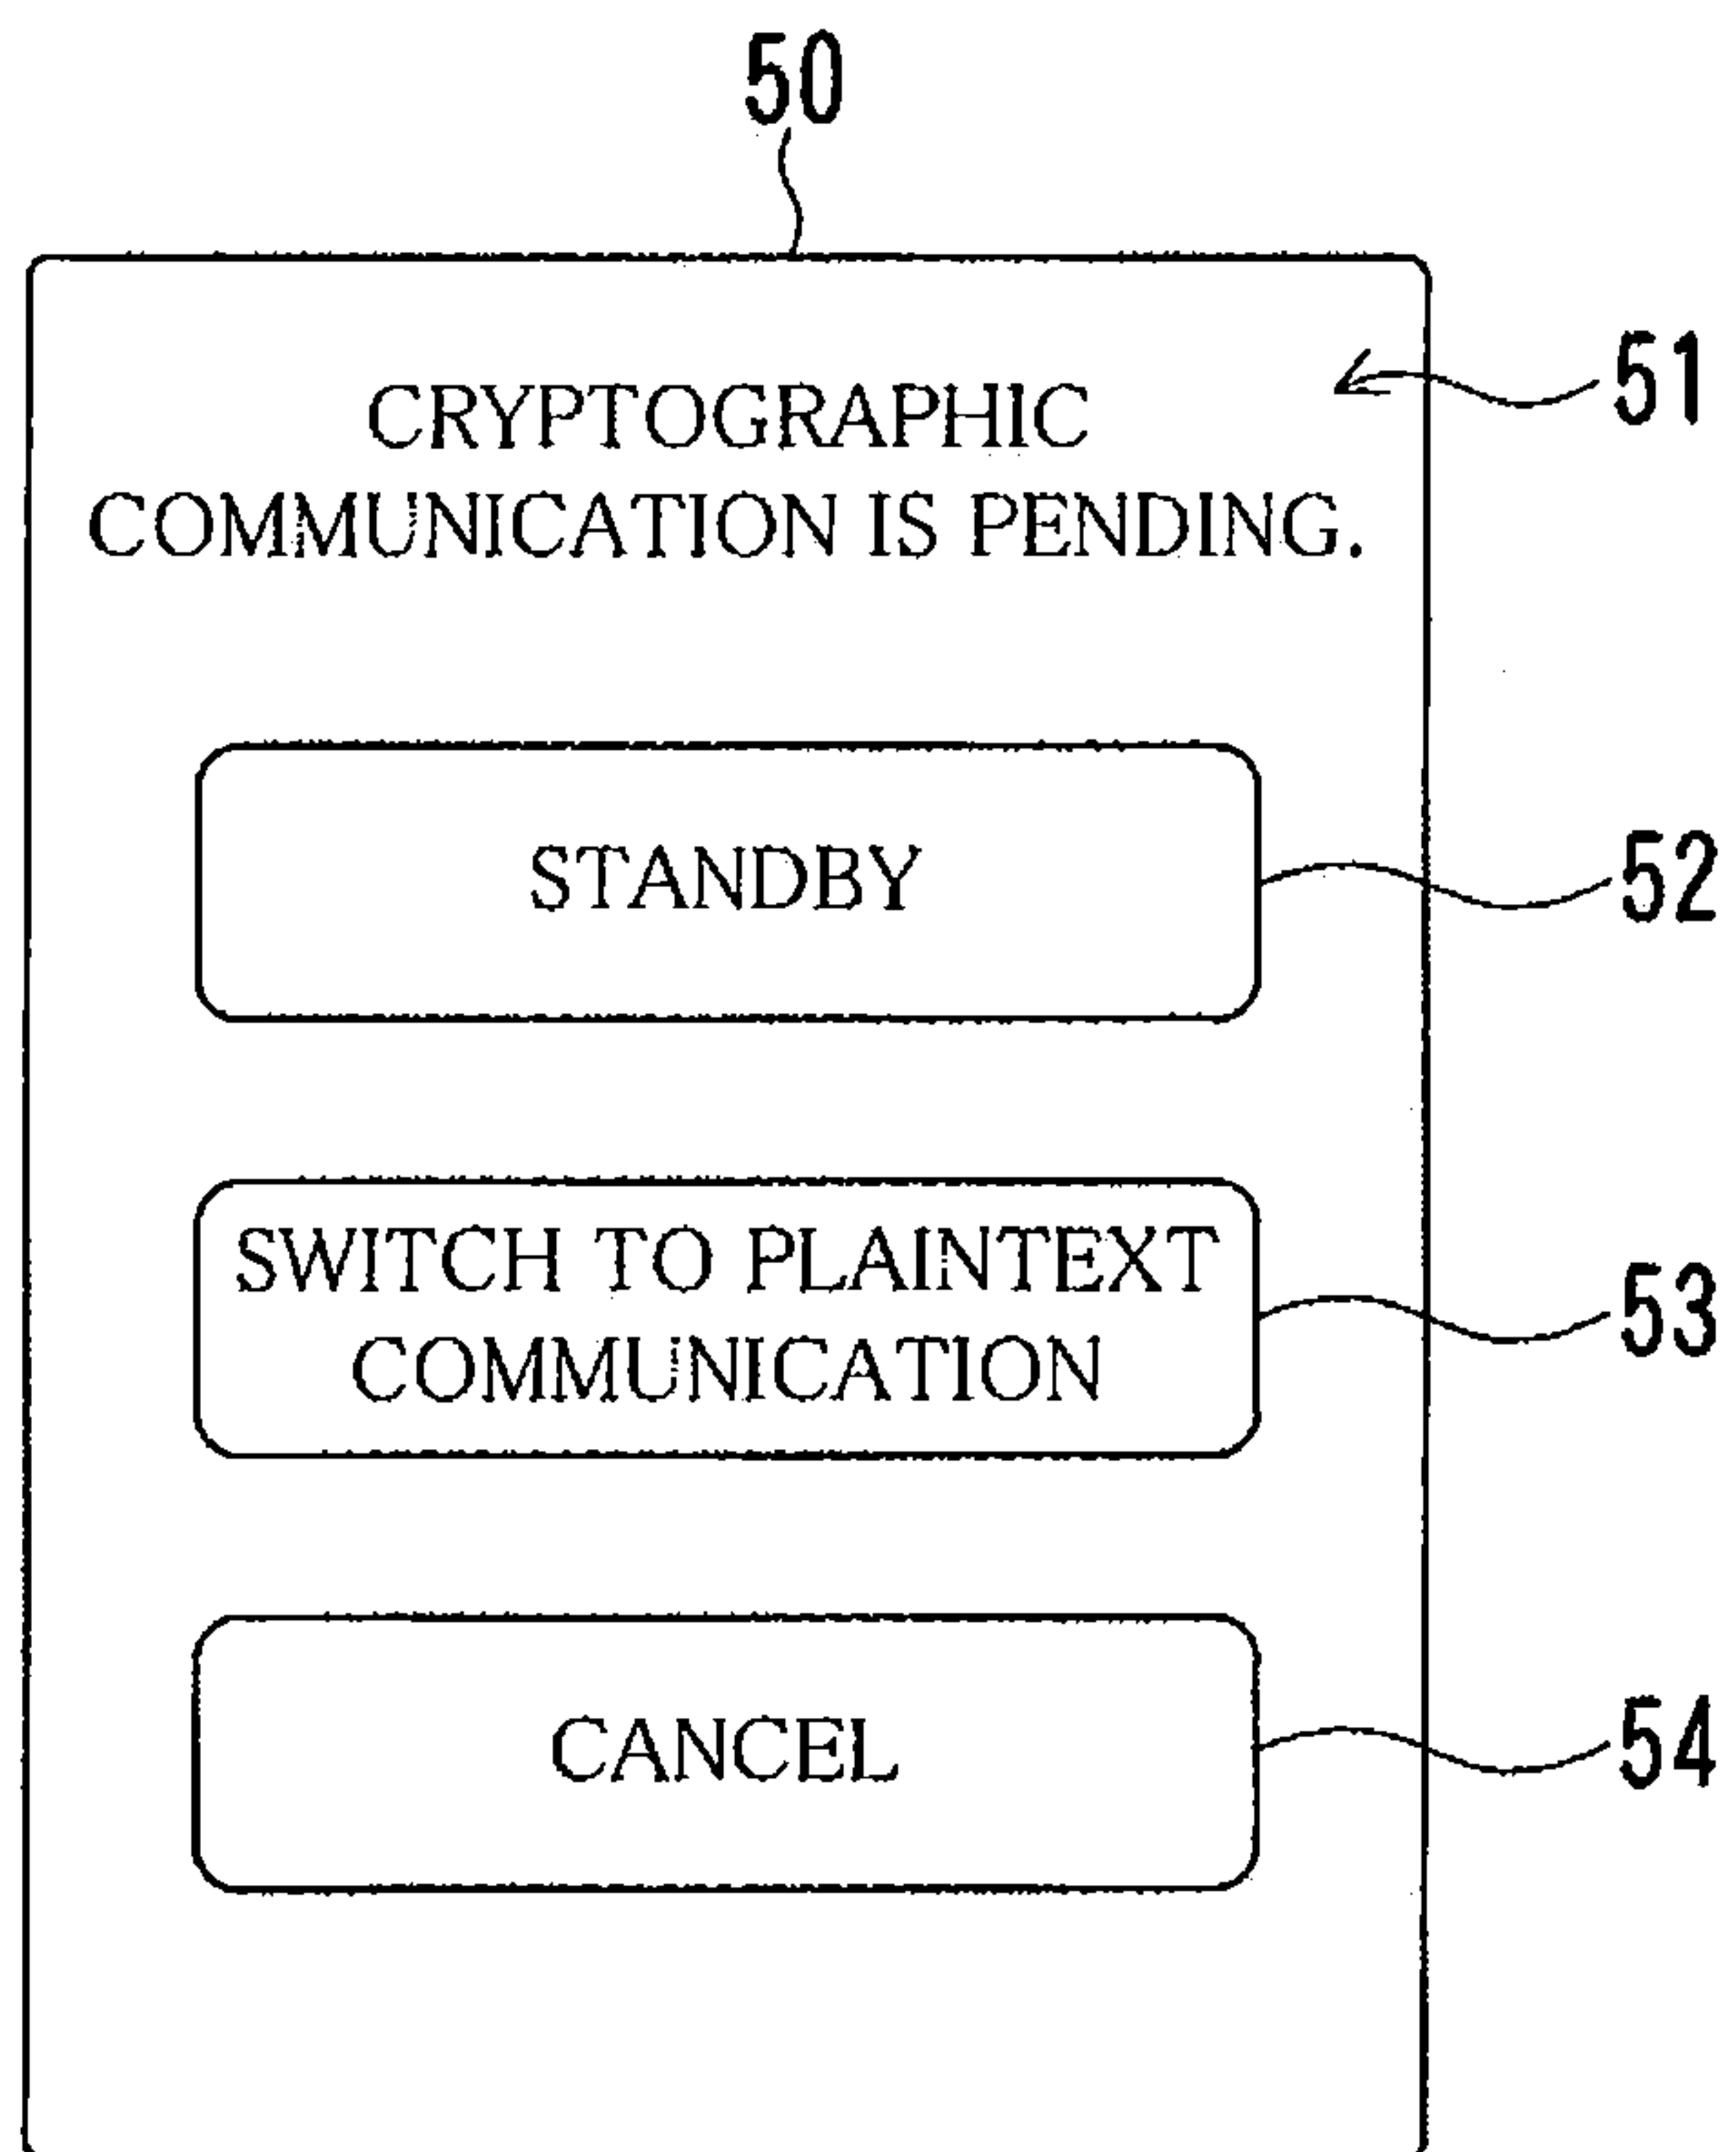 50
CRYPTOGRAPHIC
51
COMMUNICATION IS PENDING.
STANDBY
52
SWITCH TO PLAINTEXT
COMMUNICATION
53
CANCEL
54